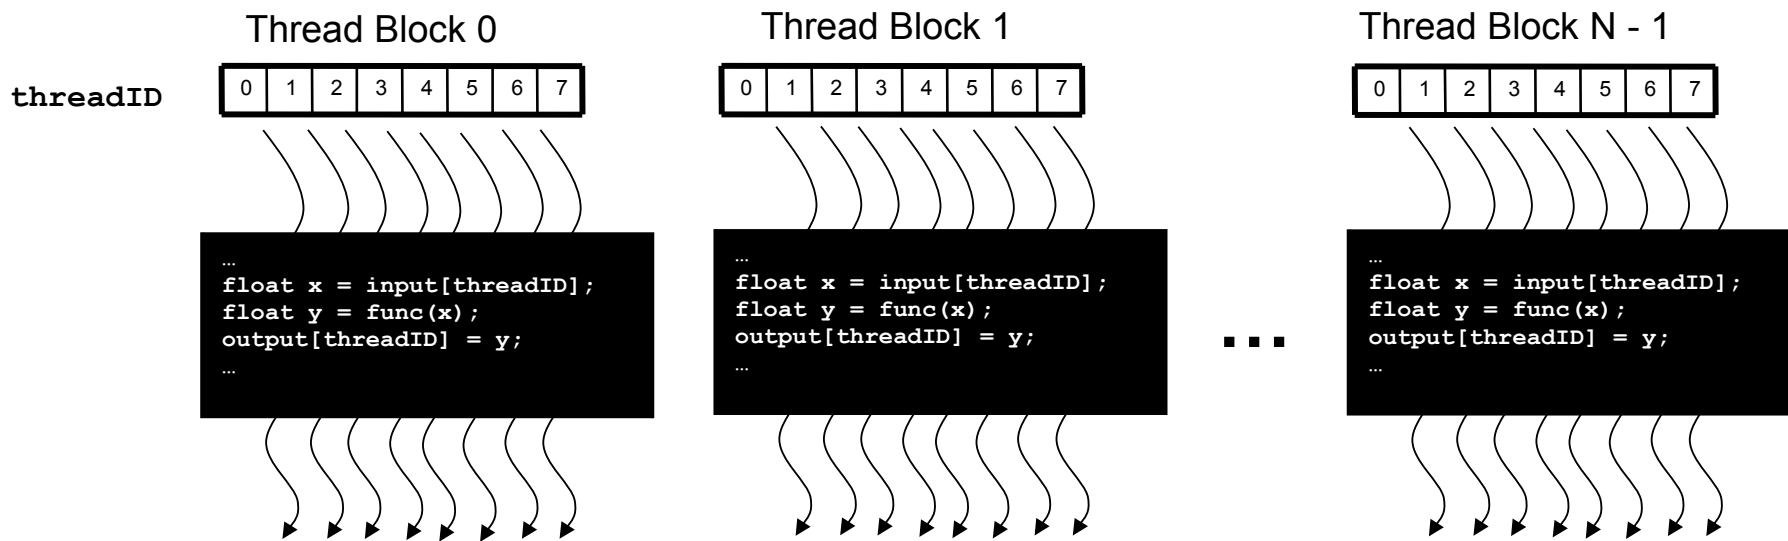 Thread Block 0
Thread Block 1
Thread Block N - 1
threadID
0 1 2 3 4 5 6 7
0 1 2 3 4 5 6 7
0 1 2 3 4 5 6 7
…
float x = input[threadID];
float y = func(x);
output[threadID] = y;
…
…
float x = input[threadID];
float y = func(x);
output[threadID] = y;
…
...
…
float x = input[threadID];
float y = func(x);
output[threadID] = y;
…